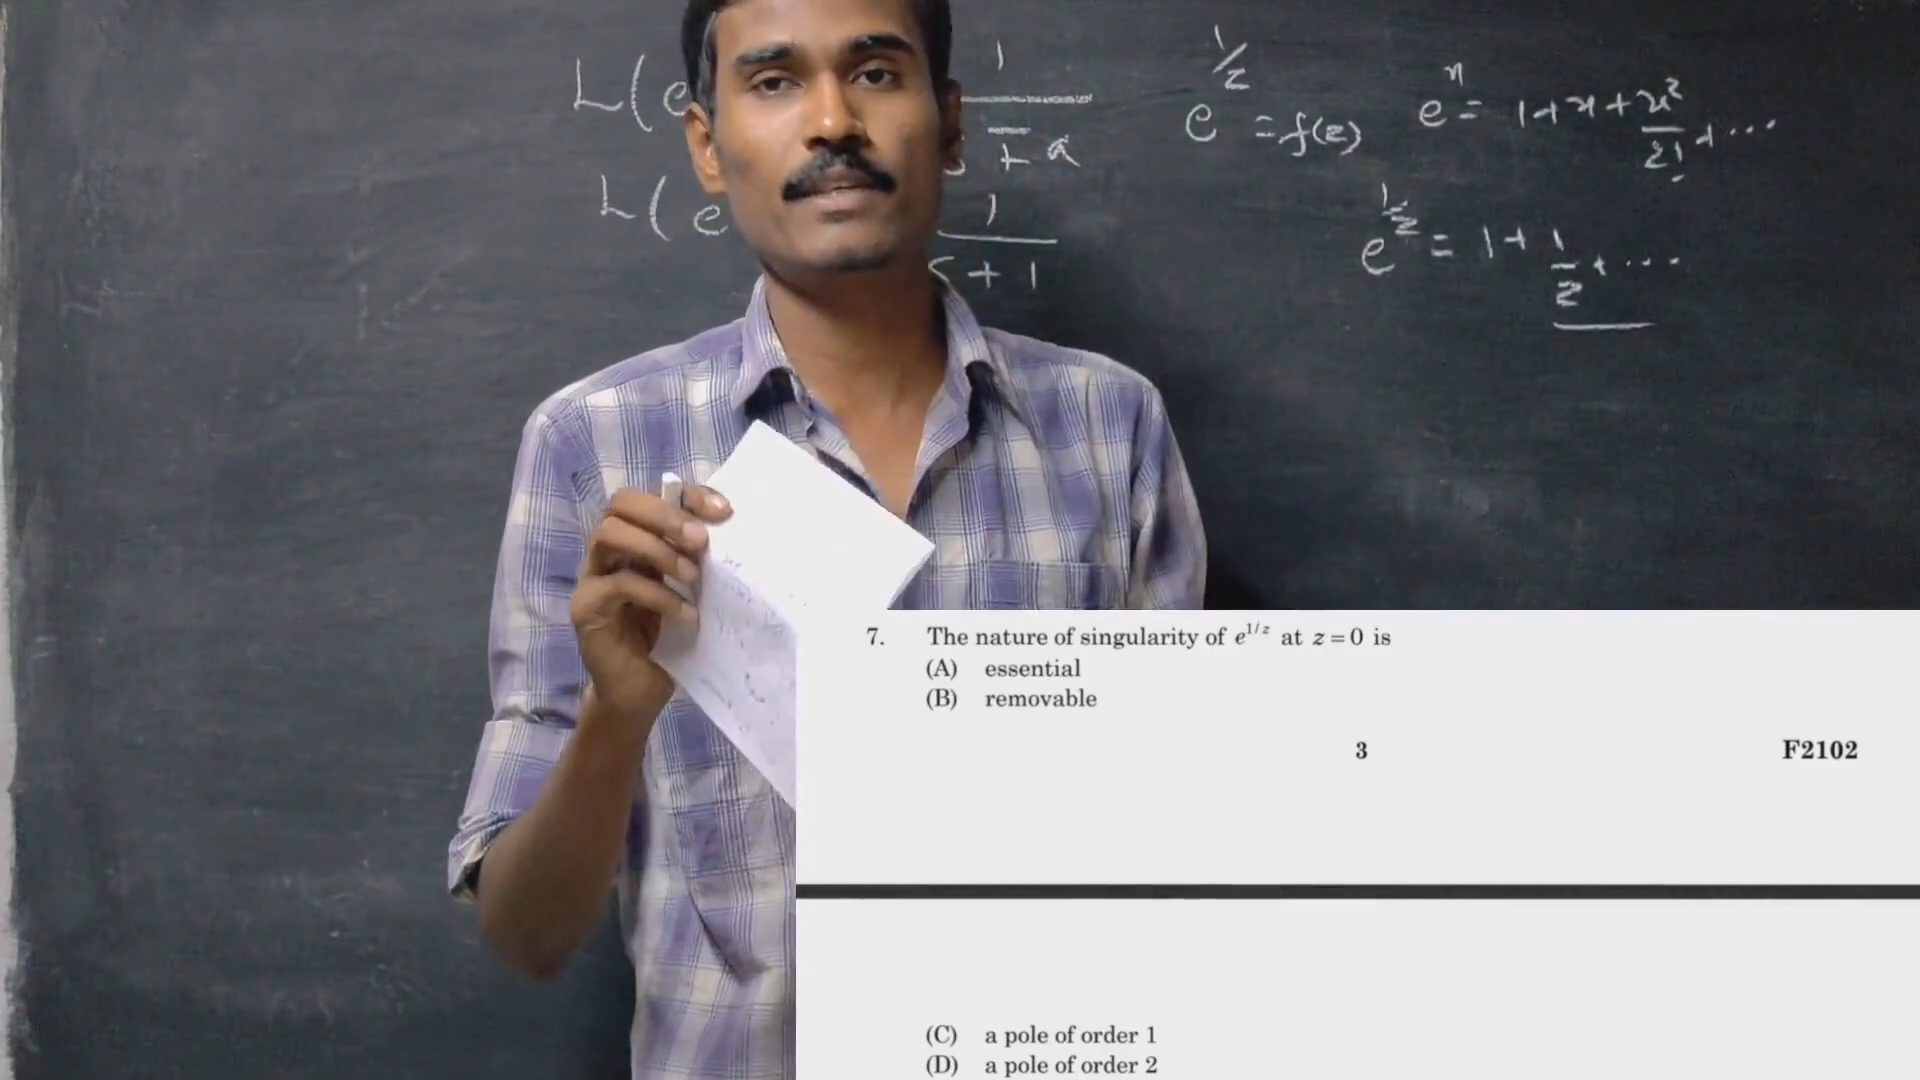 L(e 1
s + a
L(e 1
s + 1
e^{1/z} = f(z)
e^x = 1 + x + x²/2! + ...
e^{1/z} = 1 + 1/z + ...
7. The nature of singularity of e^{1/z} at z = 0 is
(A) essential
(B) removable
3 F2102
(C) a pole of order 1
(D) a pole of order 2